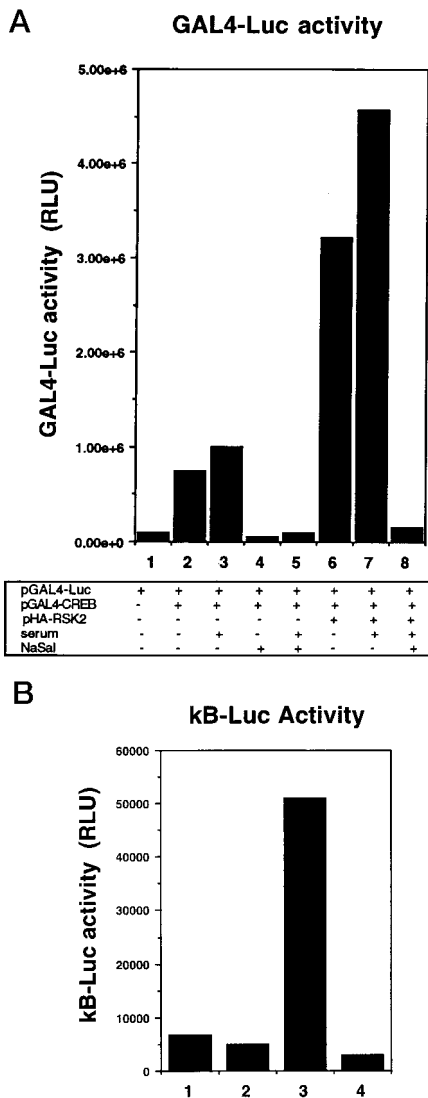 A
GAL4-Luc activity
GAL4-Luc activity (RLU)
5.00e+6
4.00e+6
3.00e+6
2.00e+6
1.00e+6
0.00e+0
1 2 3 4 5 6 7 8
pGAL4-Luc + + + + + + + +
pGAL4-CREB - + + + + + + +
pHA-RSK2 - - - - - + + +
serum - - + - + - + +
NaSal - - - + + - - +
B
kB-Luc Activity
kB-Luc activity (RLU)
60000
50000
40000
30000
20000
10000
0
1 2 3 4